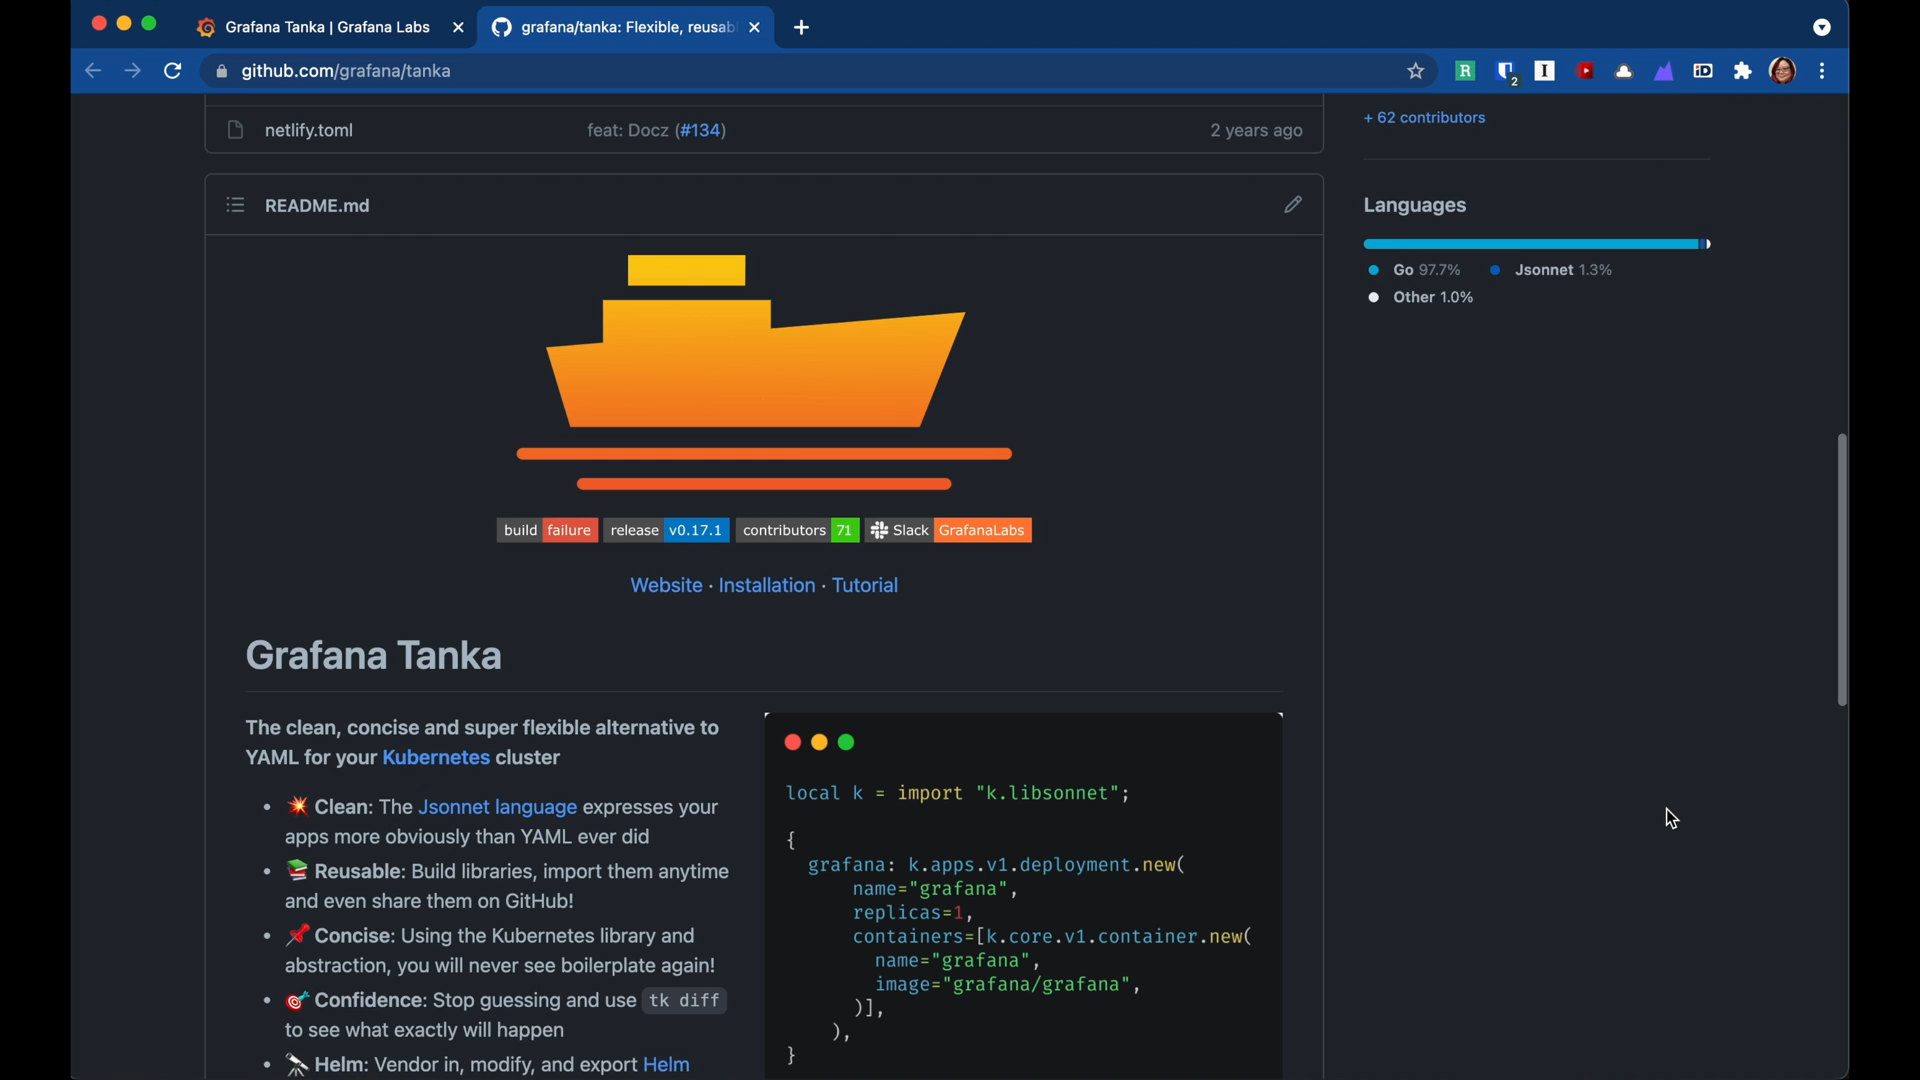 Grafana Tanka | Grafana Labs
grafana/tanka: Flexible, reusab
github.com/grafana/tanka
R
2
I
iD
netlify.toml
feat: Docz (#134)
2 years ago
+ 62 contributors
README.md
Languages
Go 97.7%
Jsonnet 1.3%
Other 1.0%
build failure
release v0.17.1
contributors 71
Slack GrafanaLabs
Website · Installation · Tutorial
Grafana Tanka
The clean, concise and super flexible alternative to
YAML for your Kubernetes cluster
• 💥 Clean: The Jsonnet language expresses your
apps more obviously than YAML ever did
• 📚 Reusable: Build libraries, import them anytime
and even share them on GitHub!
• 📌 Concise: Using the Kubernetes library and
abstraction, you will never see boilerplate again!
• 🎯 Confidence: Stop guessing and use tk diff
to see what exactly will happen
• 🔭 Helm: Vendor in, modify, and export Helm
local k = import "k.libsonnet";
{
grafana: k.apps.v1.deployment.new(
name="grafana",
replicas=1,
containers=[k.core.v1.container.new(
name="grafana",
image="grafana/grafana",
)],
),
}